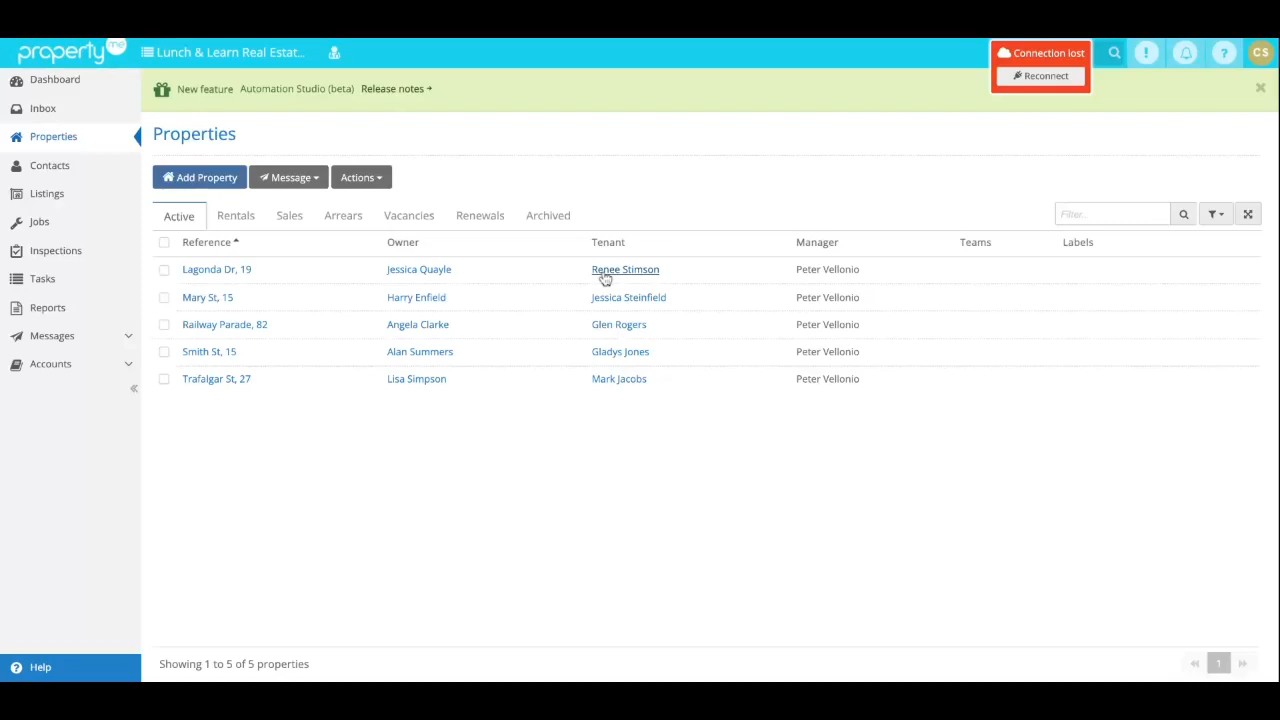 property me
Lunch & Learn Real Estat...
Connection lost
Reconnect
CS
Dashboard
Inbox
Properties
Contacts
Listings
Jobs
Inspections
Tasks
Reports
Messages
Accounts
Help
New feature Automation Studio (beta) Release notes
Properties
Add Property Message Actions
Active Rentals Sales Arrears Vacancies Renewals Archived Filter...
Reference Owner Tenant Manager Teams Labels
Lagonda Dr, 19 Jessica Quayle Renee Stimson Peter Vellonio
Mary St, 15 Harry Enfield Jessica Steinfield Peter Vellonio
Railway Parade, 82 Angela Clarke Glen Rogers Peter Vellonio
Smith St, 15 Alan Summers Gladys Jones Peter Vellonio
Trafalgar St, 27 Lisa Simpson Mark Jacobs Peter Vellonio
Showing 1 to 5 of 5 properties
1